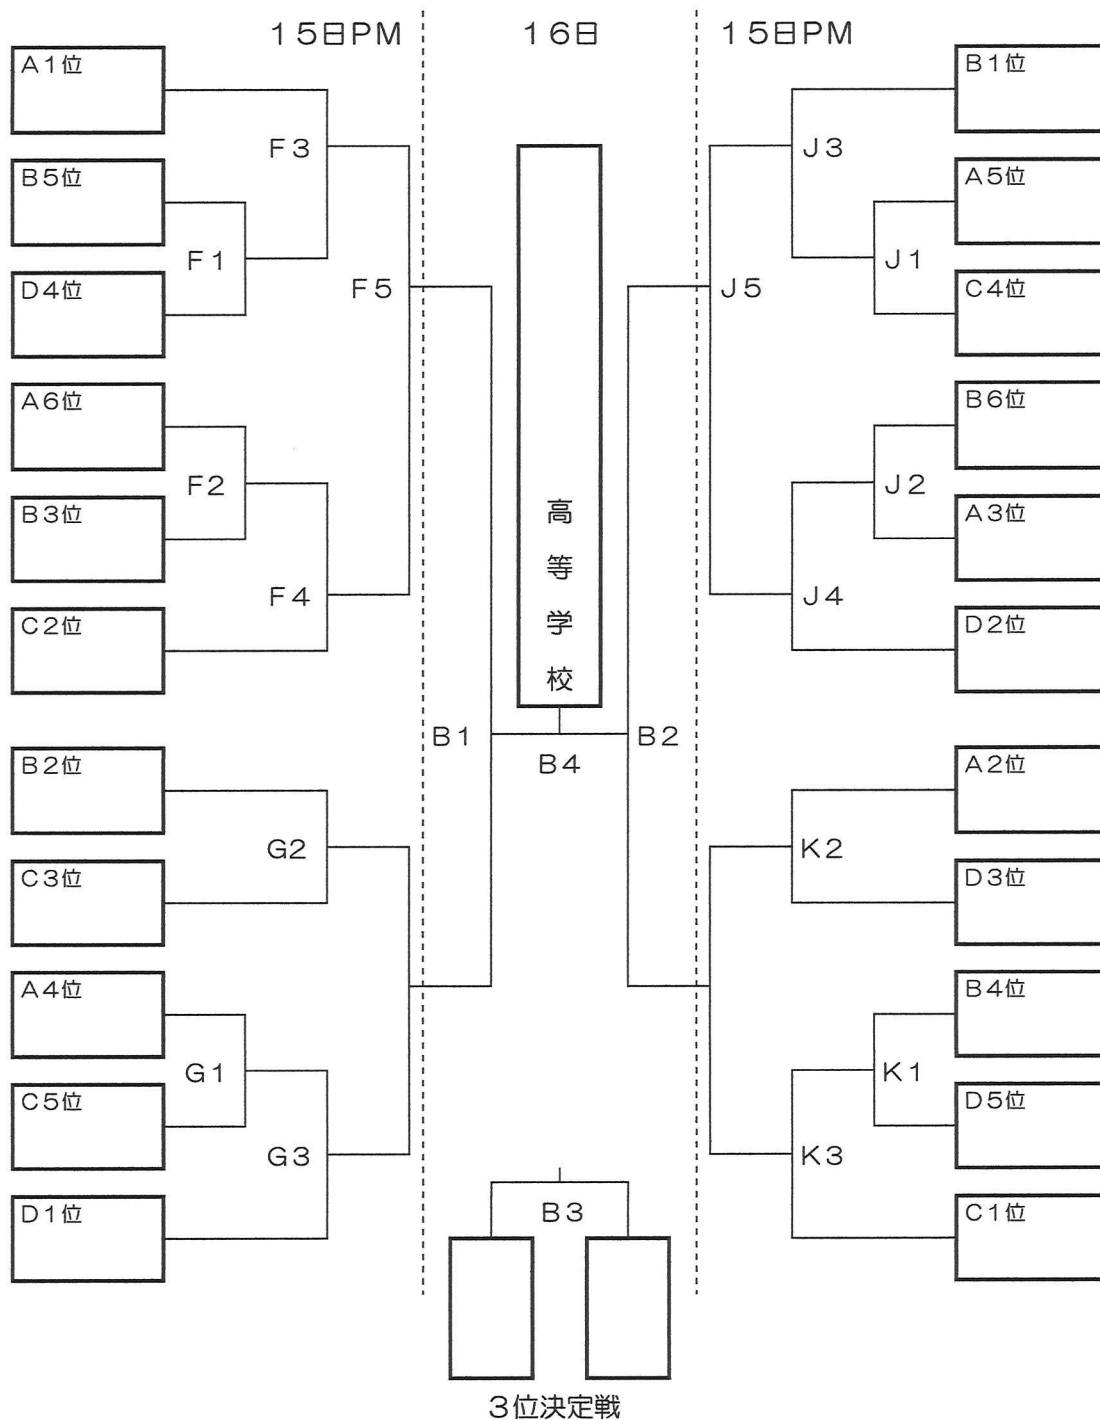 １５日ＰＭ
１６日
１５日ＰＭ
Ａ１位
Ｂ５位
Ｄ４位
Ａ６位
Ｂ３位
Ｃ２位
Ｂ２位
Ｃ３位
Ａ４位
Ｃ５位
Ｄ１位
Ｆ３
Ｆ１
Ｆ５
Ｆ２
Ｆ４
Ｇ２
Ｇ１
Ｇ３
高等学校
Ｂ１
Ｂ４
Ｂ２
Ｂ３
３位決定戦
Ｊ３
Ｊ１
Ｊ５
Ｊ２
Ｊ４
Ｋ２
Ｋ１
Ｋ３
Ｂ１位
Ａ５位
Ｃ４位
Ｂ６位
Ａ３位
Ｄ２位
Ａ２位
Ｄ３位
Ｂ４位
Ｄ５位
Ｃ１位